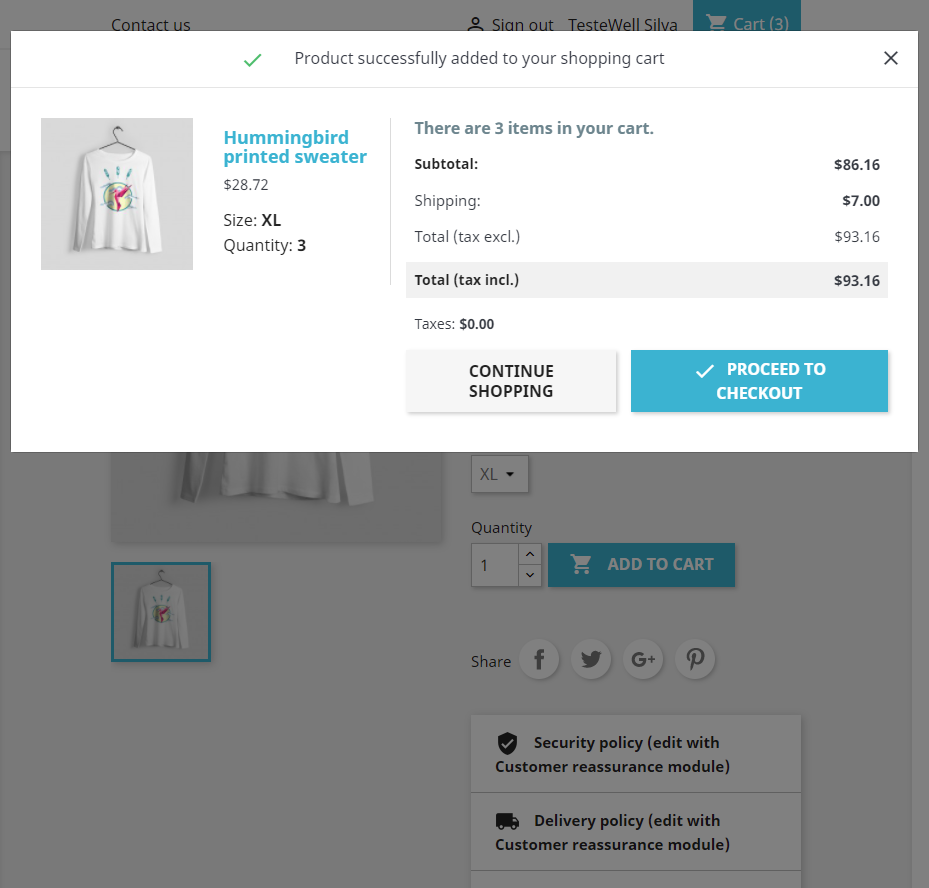 Contact us
Sign out TesteWell Silva Cart (3)
Product successfully added to your shopping cart
Hummingbird
printed sweater
$28.72
Size: XL
Quantity: 3
There are 3 items in your cart.
Subtotal: $86.16
Shipping: $7.00
Total (tax excl.) $93.16
Total (tax incl.) $93.16
Taxes: $0.00
CONTINUE
SHOPPING
PROCEED TO
CHECKOUT
XL
Quantity
1
ADD TO CART
Share
Security policy (edit with
Customer reassurance module)
Delivery policy (edit with
Customer reassurance module)